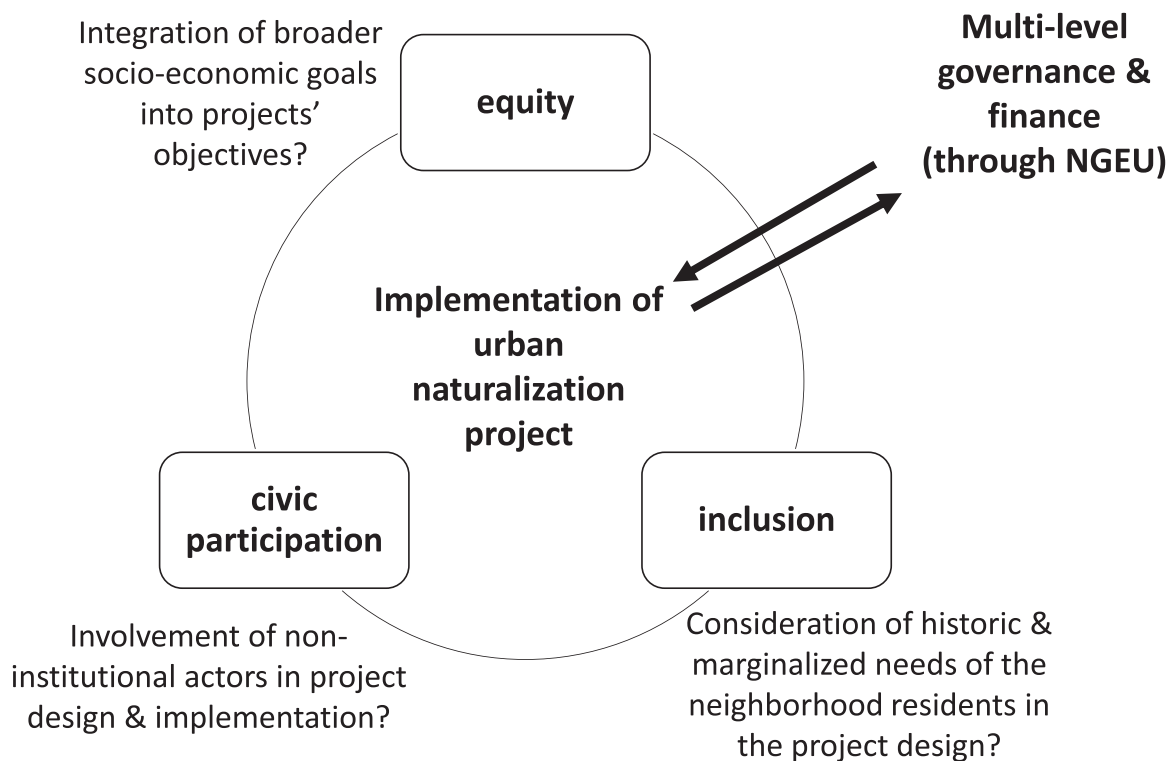 Integration of broader
socio-economic goals
into projects'
objectives?
equity
Multi-level
governance &
finance
(through NGEU)
Implementation of
urban
naturalization
project
civic
participation
inclusion
Involvement of non-
institutional actors in project
design & implementation?
Consideration of historic &
marginalized needs of the
neighborhood residents in
the project design?